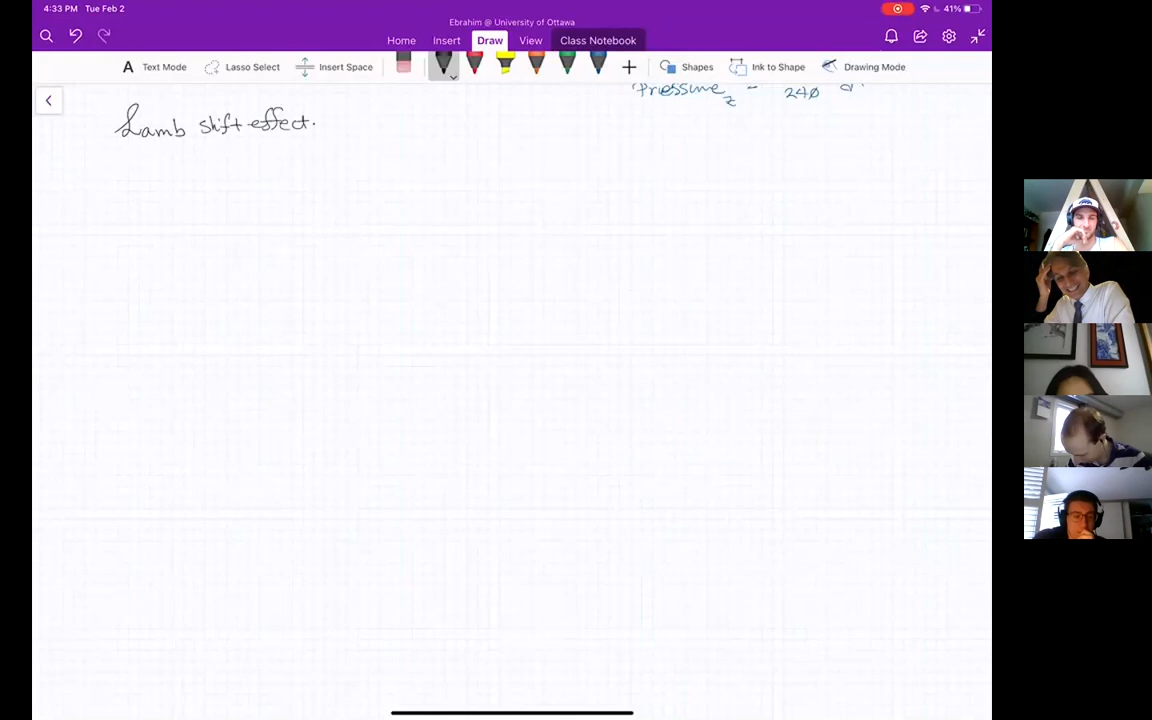 4:33 PM Tue Feb 2
41%
Ebrahim @ University of Ottawa
Home Insert Draw View Class Notebook
A Text Mode Lasso Select Insert Space Shapes Ink to Shape Drawing Mode
Pressure z = 240
Lamb shift effect.